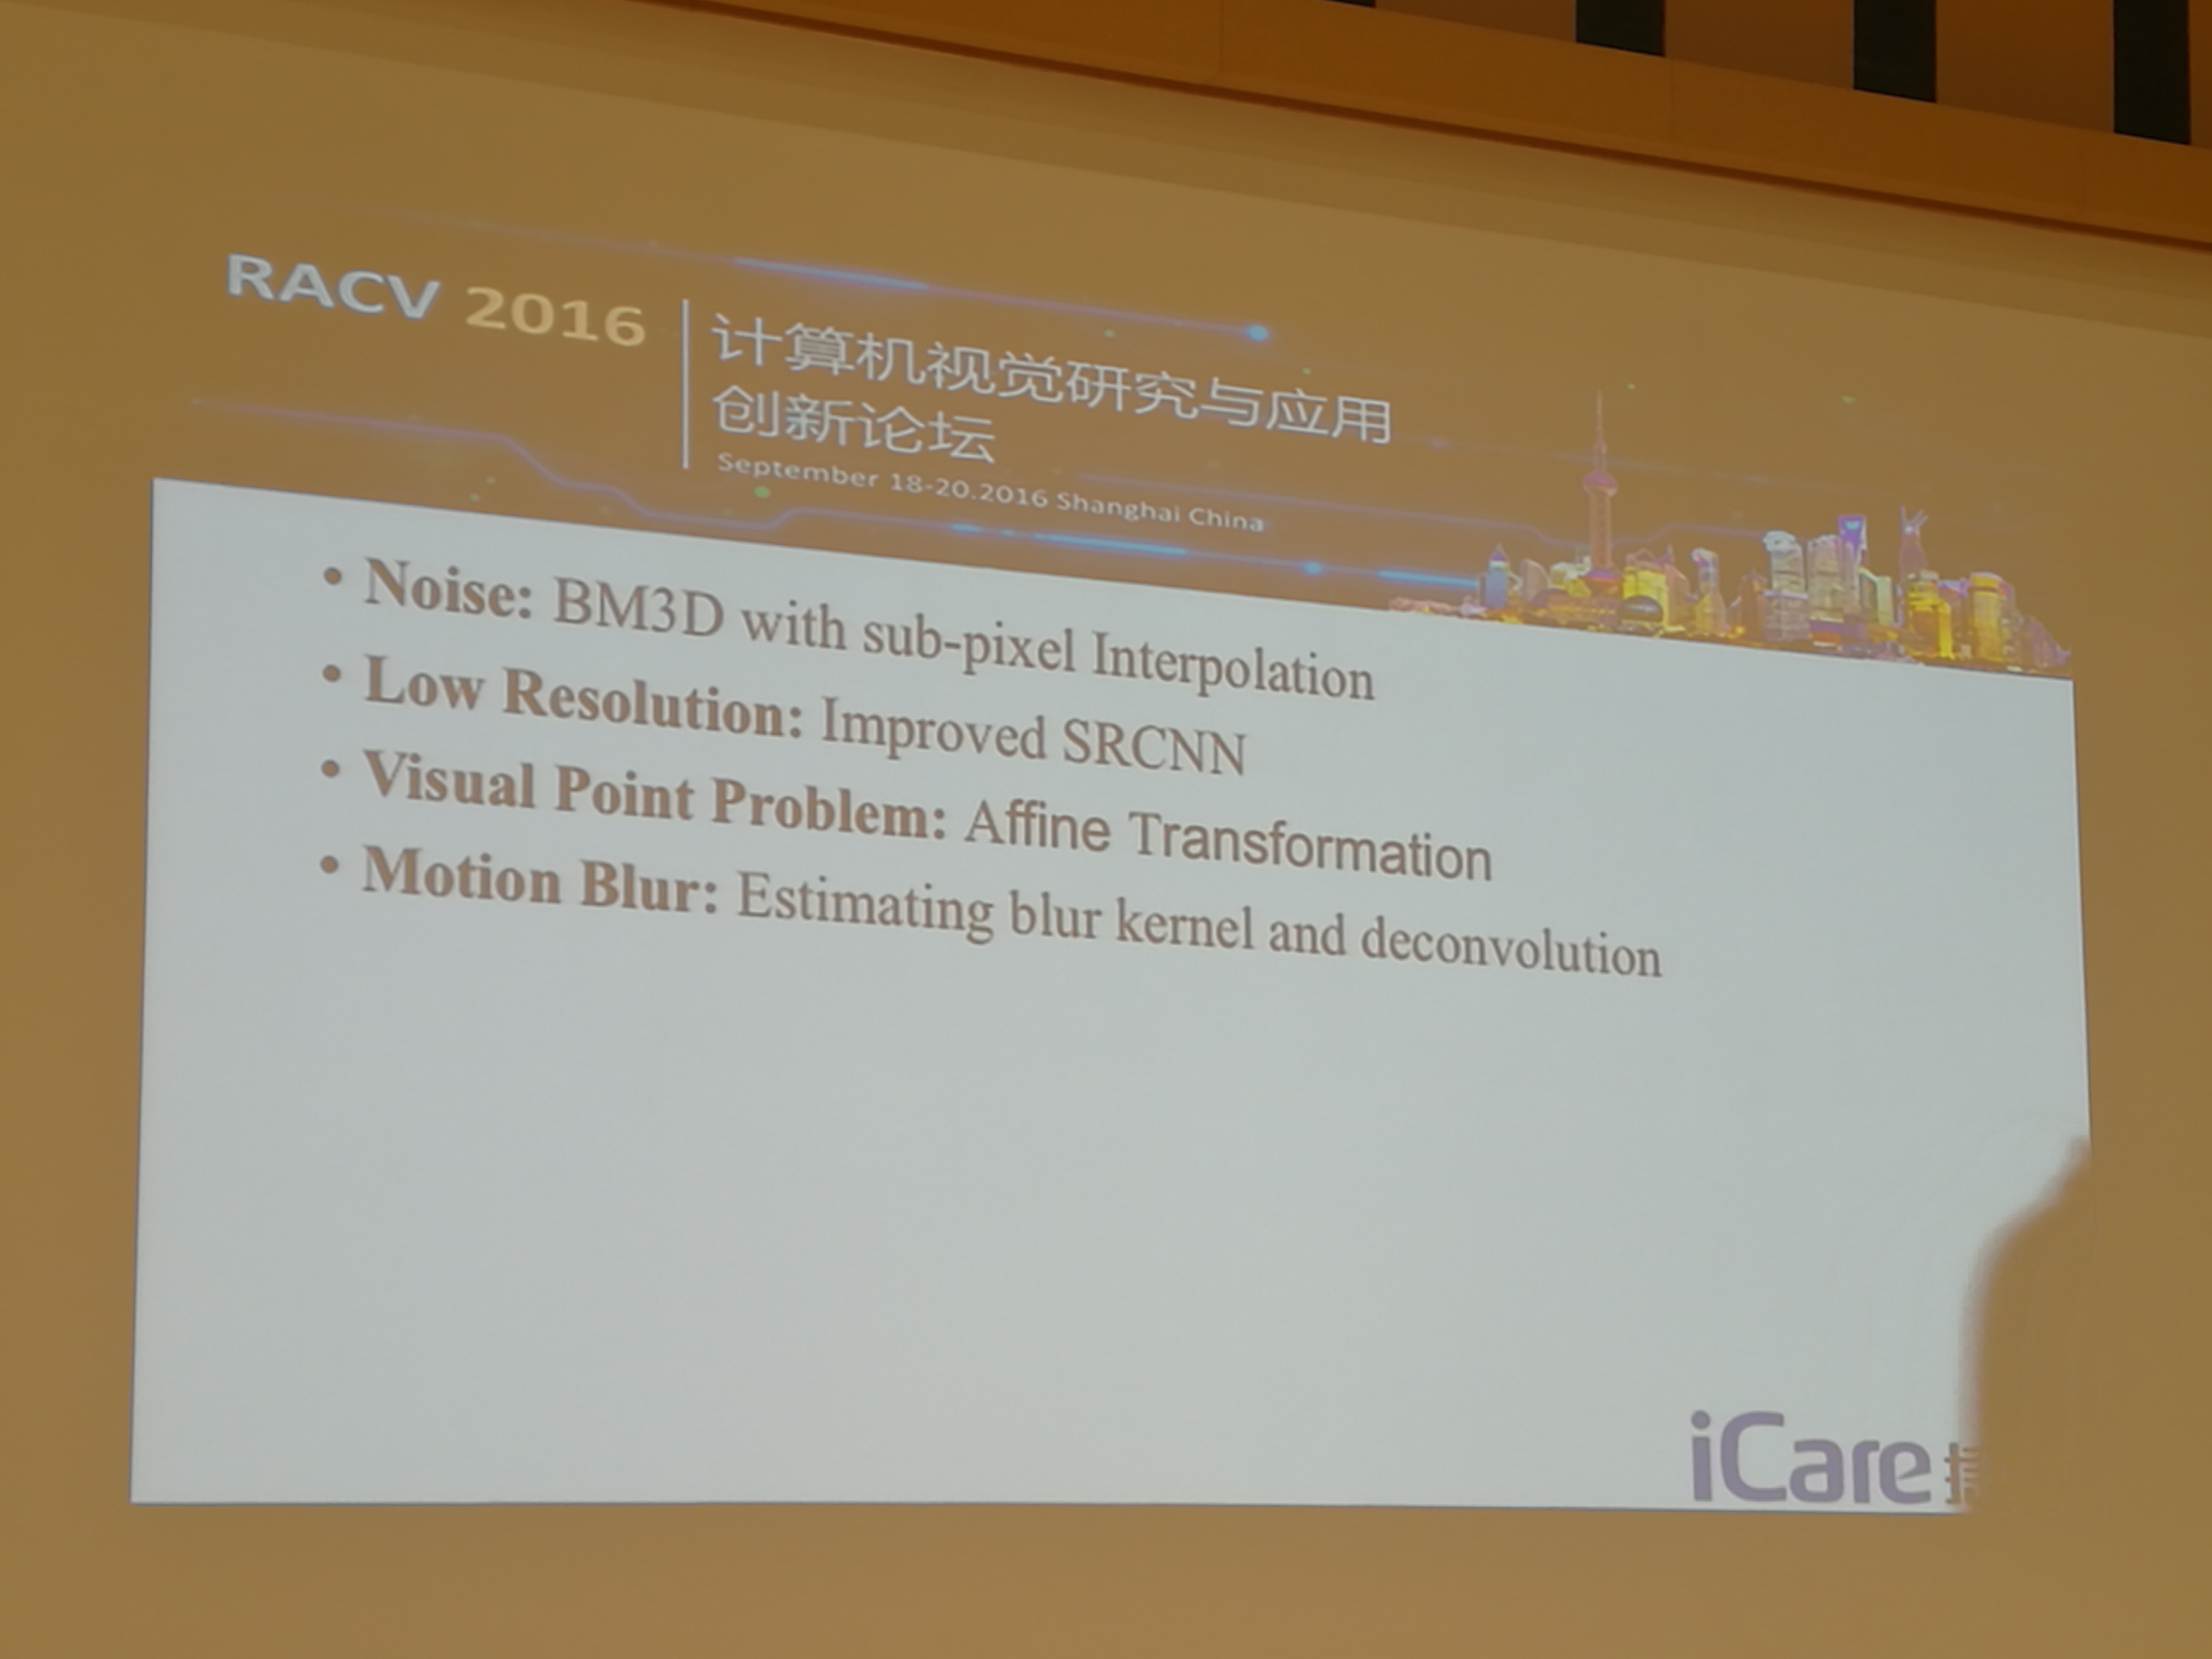 RACV 2016
计算机视觉研究与应用
创新论坛
September 18-20.2016 Shanghai China
• Noise: BM3D with sub-pixel Interpolation
• Low Resolution: Improved SRCNN
• Visual Point Problem: Affine Transformation
• Motion Blur: Estimating blur kernel and deconvolution
iCare